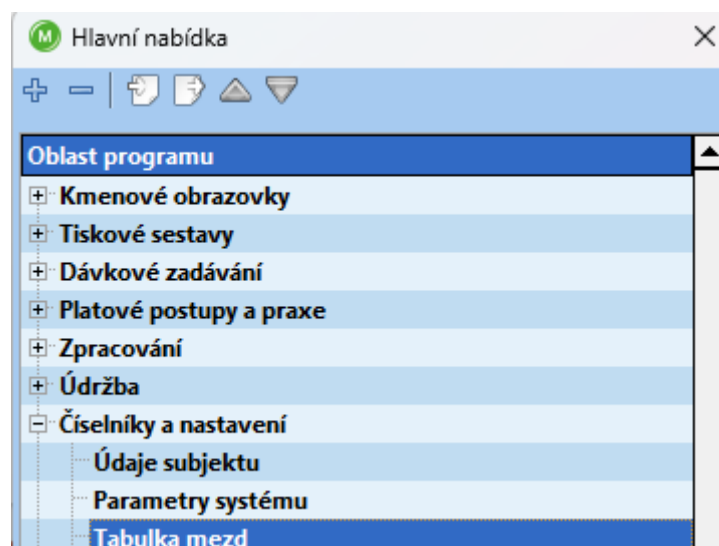 M Hlavní nabídka
Oblast programu
Kmenové obrazovky
Tiskové sestavy
Dávkové zadávání
Platové postupy a praxe
Zpracování
Údržba
Číselníky a nastavení
Údaje subjektu
Parametry systému
Tabulka mezd